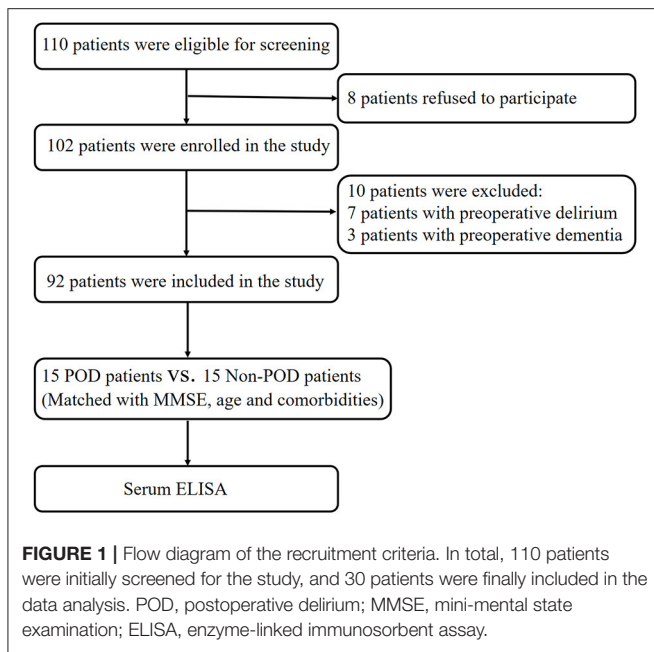 110 patients were eligible for screening
8 patients refused to participate
102 patients were enrolled in the study
10 patients were excluded:
7 patients with preoperative delirium
3 patients with preoperative dementia
92 patients were included in the study
15 POD patients VS. 15 Non-POD patients
(Matched with MMSE, age and comorbidities)
Serum ELISA
FIGURE 1 | Flow diagram of the recruitment criteria. In total, 110 patients
were initially screened for the study, and 30 patients were finally included in the
data analysis. POD, postoperative delirium; MMSE, mini-mental state
examination; ELISA, enzyme-linked immunosorbent assay.